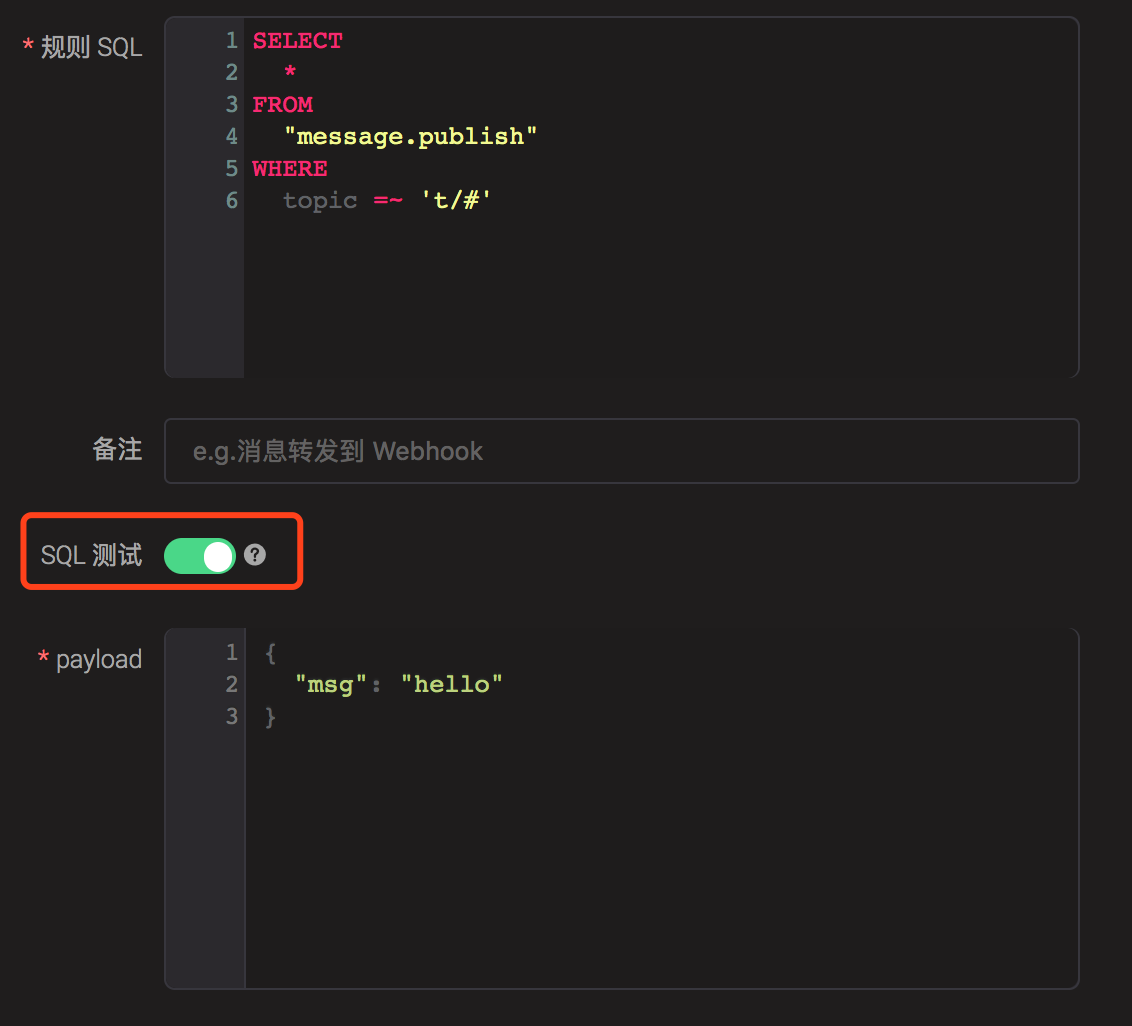 * 规则 SQL
1 SELECT
2 *
3 FROM
4 "message.publish"
5 WHERE
6 topic =~ 't/#'
备注 e.g.消息转发到 Webhook
SQL 测试 ?
* payload
1 {
2 "msg": "hello"
3 }